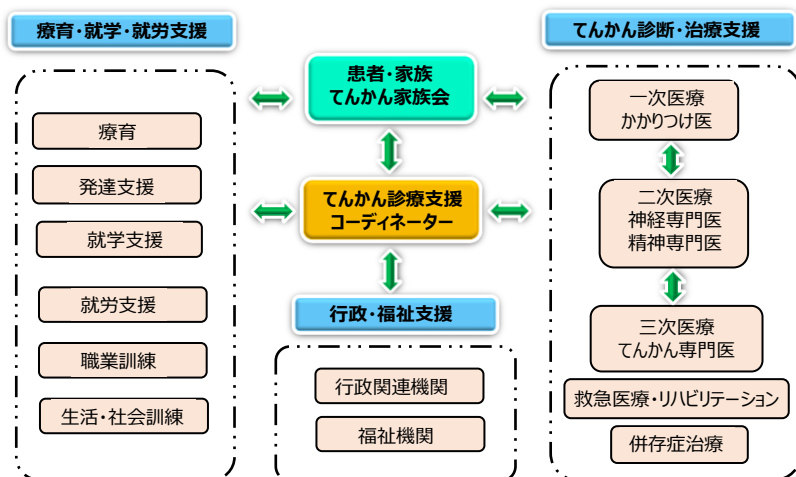 療育・就学・就労支援
療育
発達支援
就学支援
就労支援
職業訓練
生活・社会訓練
患者・家族
てんかん家族会
てんかん診療支援
コーディネーター
行政・福祉支援
行政関連機関
福祉機関
てんかん診断・治療支援
一次医療
かかりつけ医
二次医療
神経専門医
精神専門医
三次医療
てんかん専門医
救急医療・リハビリテーション
併存症治療